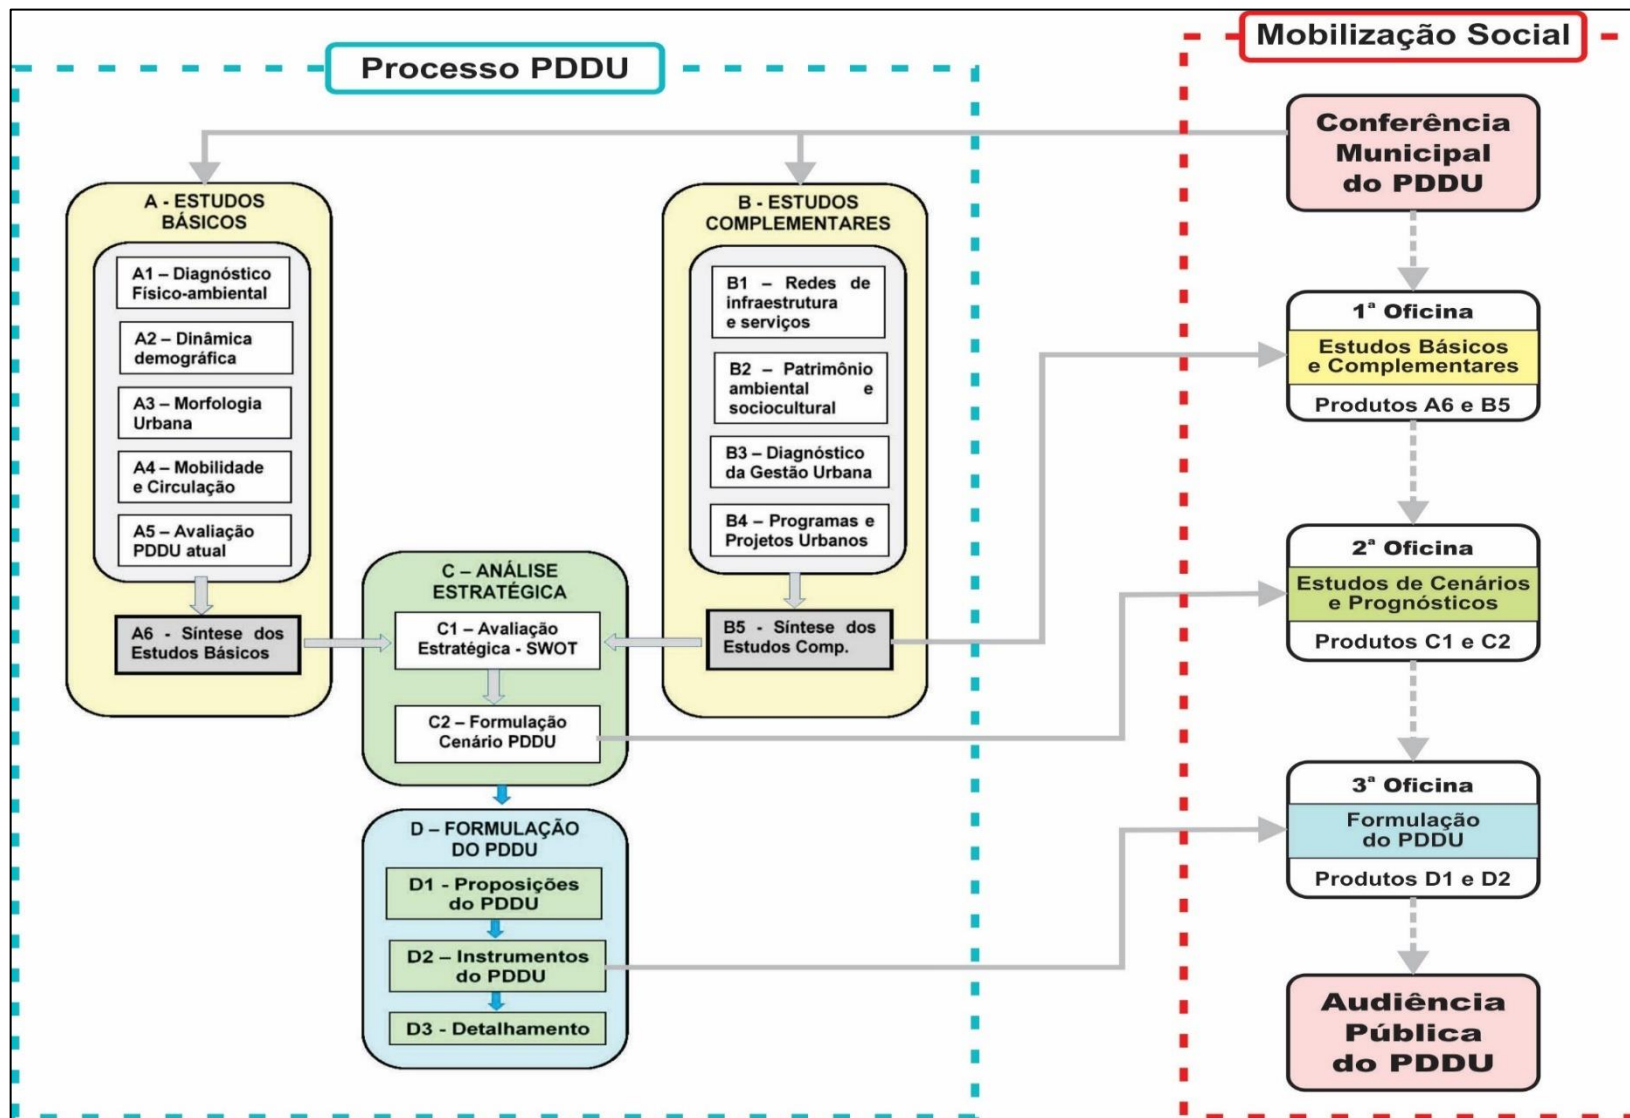 Processo PDDU
A - ESTUDOS
BÁSICOS
A1 – Diagnóstico
Físico-ambiental
A2 – Dinâmica
demográfica
A3 – Morfologia
Urbana
A4 – Mobilidade
e Circulação
A5 – Avaliação
PDDU atual
A6 - Síntese dos
Estudos Básicos
B - ESTUDOS
COMPLEMENTARES
B1 – Redes de
infraestrutura
e serviços
B2 – Patrimônio
ambiental e
sociocultural
B3 – Diagnóstico
da Gestão Urbana
B4 – Programas e
Projetos Urbanos
B5 - Síntese dos
Estudos Comp.
C – ANÁLISE
ESTRATÉGICA
C1 – Avaliação
Estratégica - SWOT
C2 – Formulação
Cenário PDDU
D – FORMULAÇÃO
DO PDDU
D1 - Proposições
do PDDU
D2 – Instrumentos
do PDDU
D3 - Detalhamento
Mobilização Social
Conferência
Municipal
do PDDU
1ª Oficina
Estudos Básicos
e Complementares
Produtos A6 e B5
2ª Oficina
Estudos de Cenários
e Prognósticos
Produtos C1 e C2
3ª Oficina
Formulação
do PDDU
Produtos D1 e D2
Audiência
Pública
do PDDU